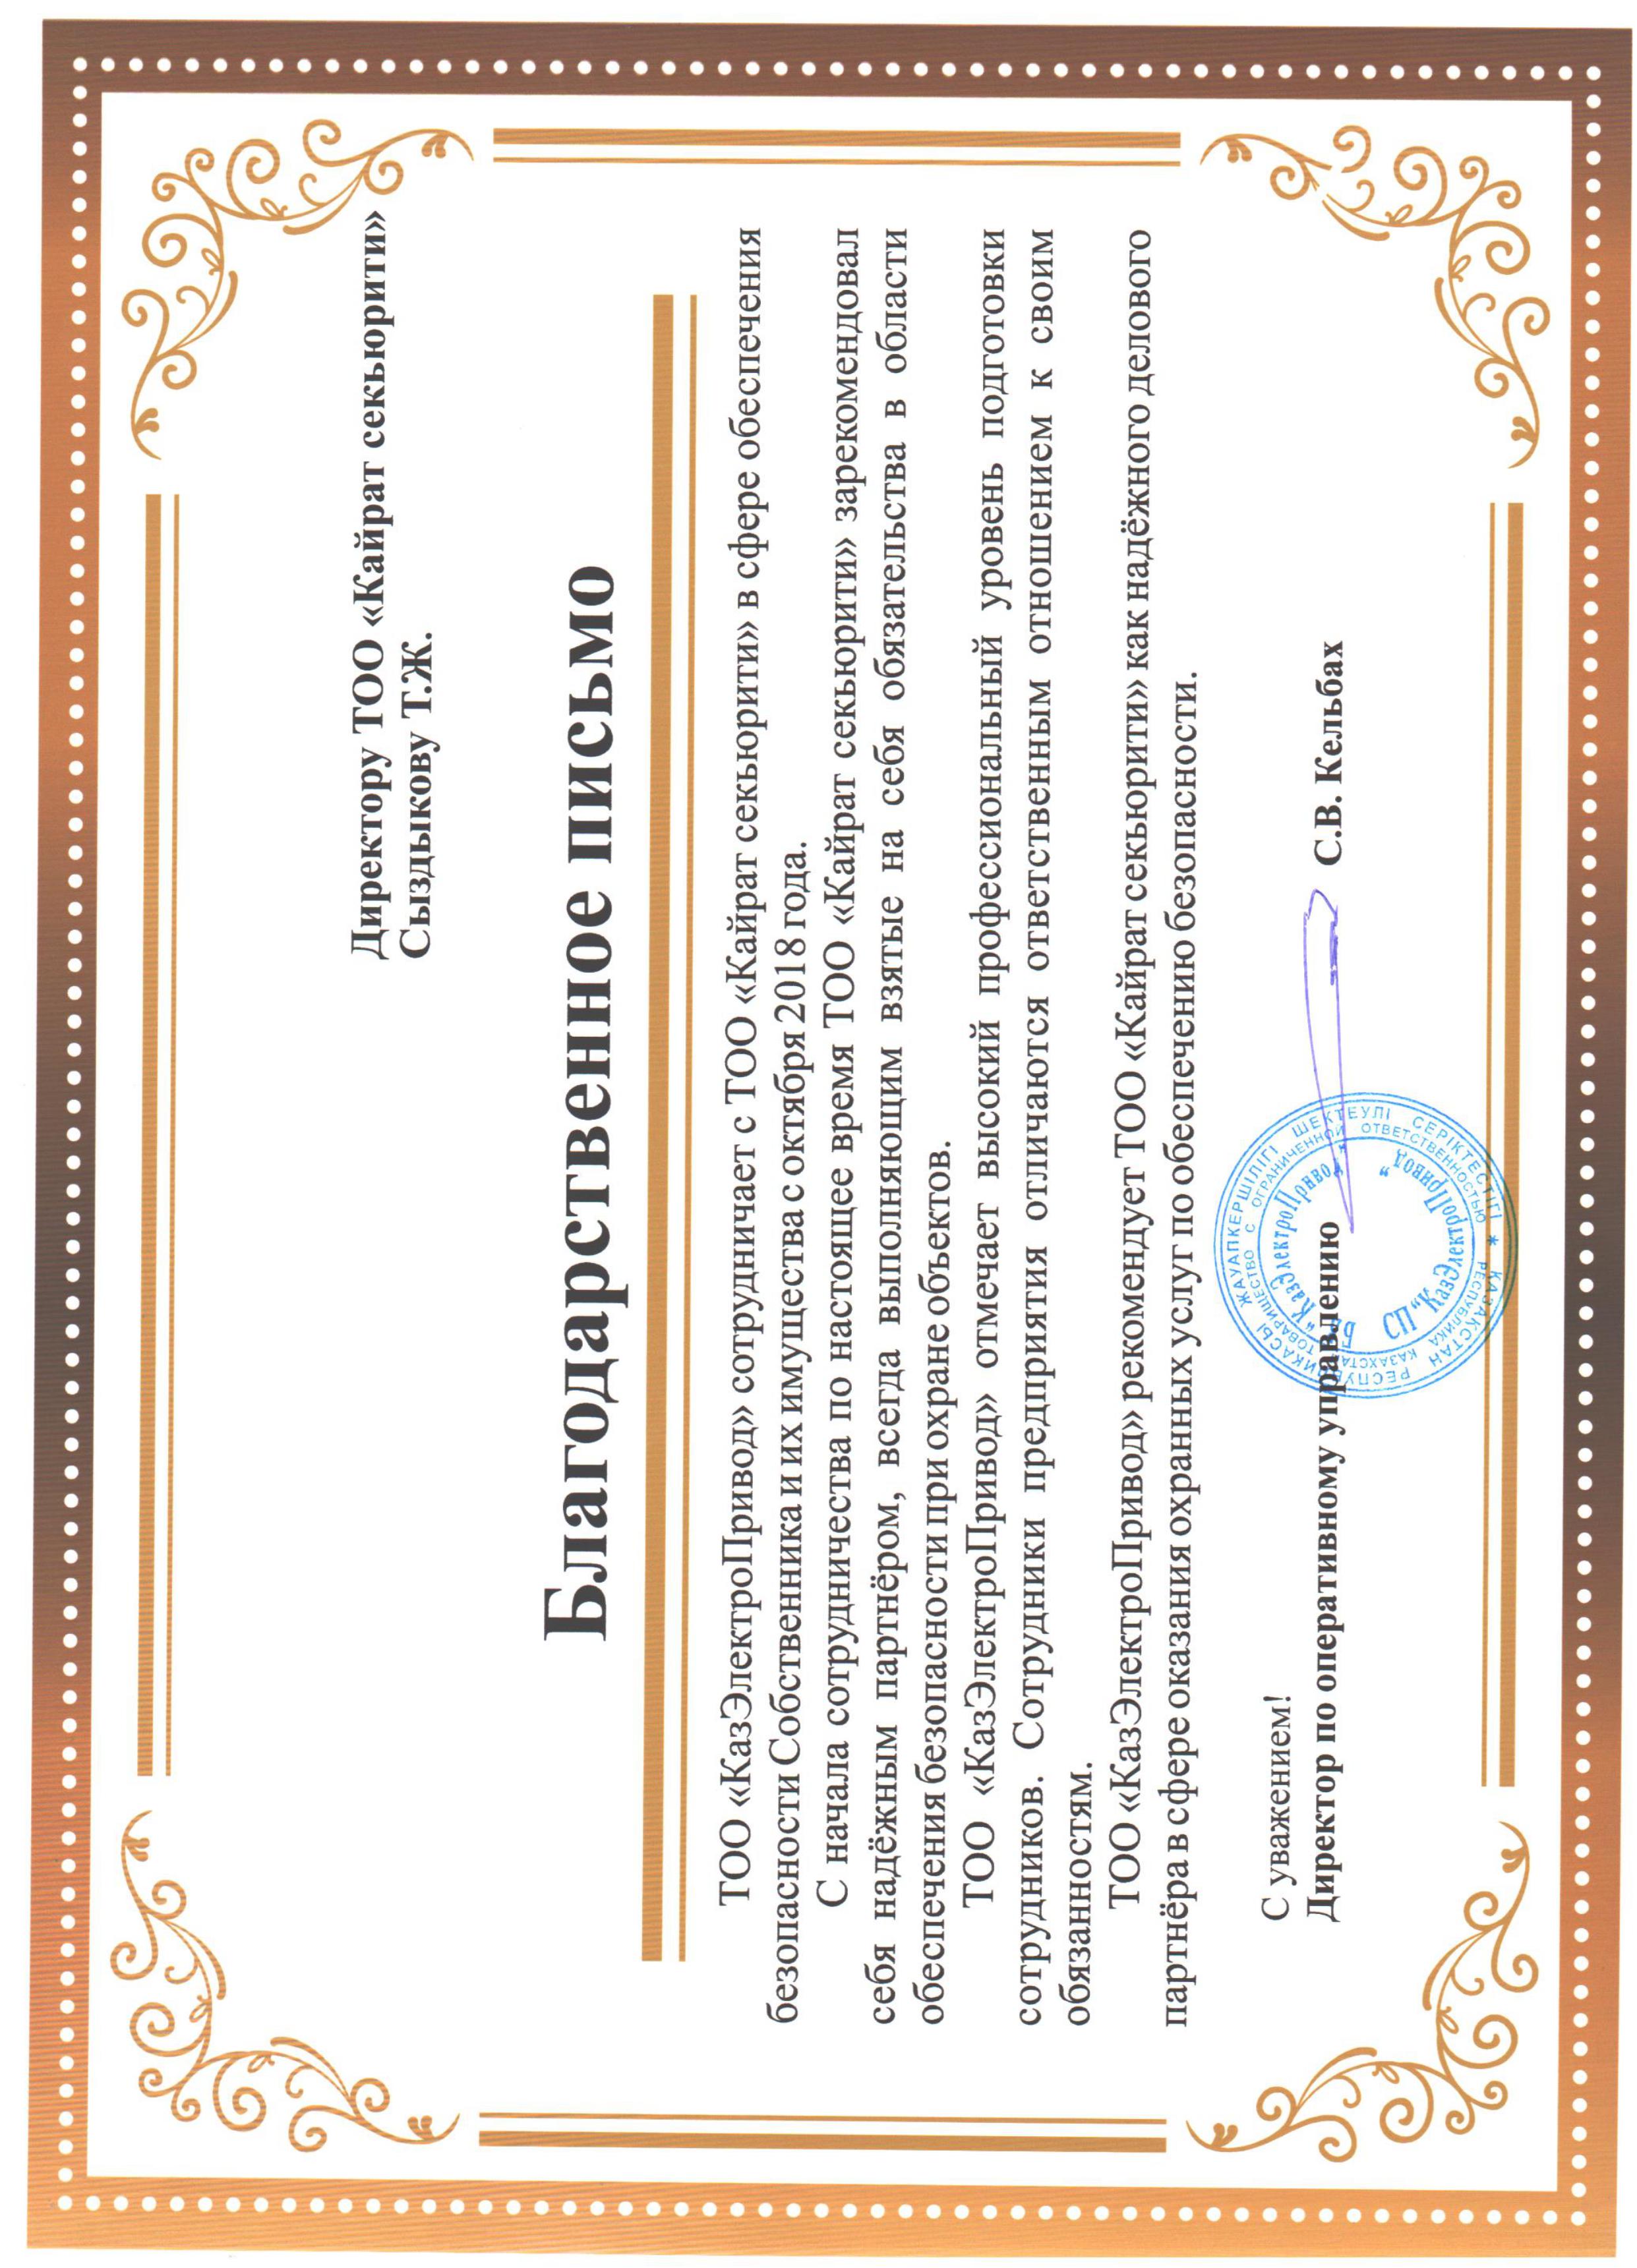 Директору ТОО «Кайрат секьюрити»
Сыздыкову Т.Ж.
Благодарственное письмо
ТОО «КазЭлектроПривод» сотрудничает с ТОО «Кайрат секьюрити» в сфере обеспечения
безопасности Собственника и их имущества с октября 2018 года.
С начала сотрудничества по настоящее время ТОО «Кайрат секьюрити» зарекомендовал
себя надёжным партнёром, всегда выполняющим взятые на себя обязательства в области
обеспечения безопасности при охране объектов.
ТОО «КазЭлектроПривод» отмечает высокий профессиональный уровень подготовки
сотрудников. Сотрудники предприятия отличаются ответственным отношением к своим
обязанностям.
ТОО «КазЭлектроПривод» рекомендует ТОО «Кайрат секьюрити» как надёжного делового
партнёра в сфере оказания охранных услуг по обеспечению безопасности.
С уважением!
Директор по оперативному управлению С.В. Кельбах
ЖАУАПКЕРШІЛІГІ ШЕКТЕУЛІ СЕРІКТЕСТІГІ * ҚАЗАҚСТАН РЕСПУБЛИКАСЫ
ТОВАРИЩЕСТВО С ОГРАНИЧЕННОЙ ОТВЕТСТВЕННОСТЬЮ РЕСПУБЛИКА КАЗАХСТАН
"КазЭлектроПривод"
БК
СП "КазЭлектроПривод"